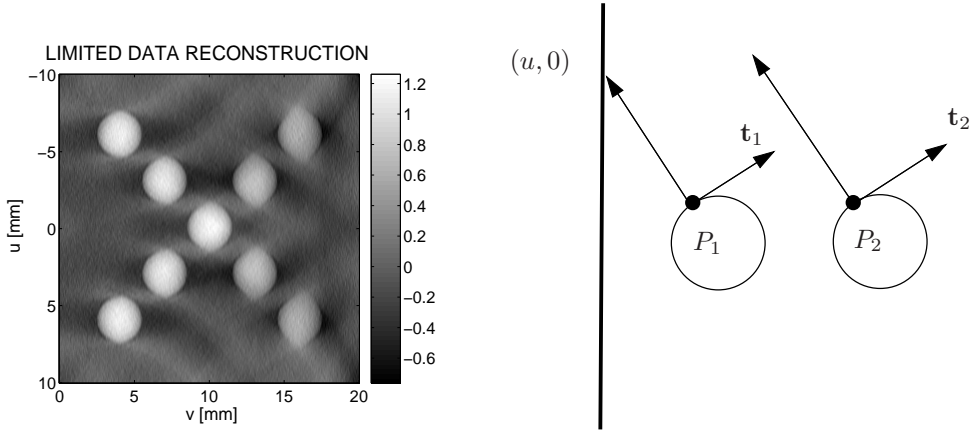 LIMITED DATA RECONSTRUCTION
−10
−5
0
5
10
u [mm]
0
5
10
15
20
v [mm]
1.2
1
0.8
0.6
0.4
0.2
0
−0.2
−0.4
−0.6
(u, 0)
t₁
t₂
P₁
P₂